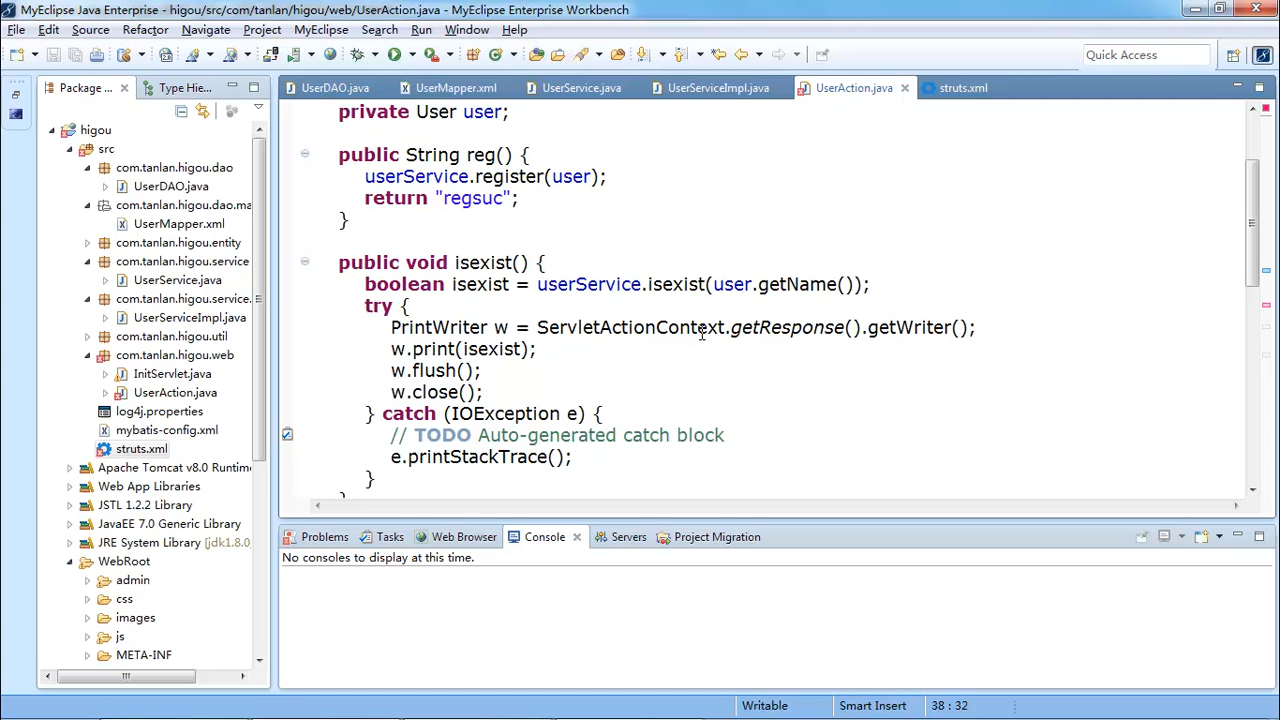 MyEclipse Java Enterprise - higou/src/com/tanlan/higou/web/UserAction.java - MyEclipse Enterprise Workbench
File Edit Source Refactor Navigate Project MyEclipse Search Run Window Help
Quick Access
Package ... Type Hie...
UserDAO.java UserMapper.xml UserService.java UserServiceImpl.java UserAction.java struts.xml
higou
src
com.tanlan.higou.dao
UserDAO.java
com.tanlan.higou.dao.ma
UserMapper.xml
com.tanlan.higou.entity
com.tanlan.higou.service
UserService.java
com.tanlan.higou.service.
UserServiceImpl.java
com.tanlan.higou.util
com.tanlan.higou.web
InitServlet.java
UserAction.java
log4j.properties
mybatis-config.xml
struts.xml
Apache Tomcat v8.0 Runtime
Web App Libraries
JSTL 1.2.2 Library
JavaEE 7.0 Generic Library
JRE System Library [jdk1.8.0_
WebRoot
admin
css
images
js
META-INF
private User user;
public String reg() {
userService.register(user);
return "regsuc";
}
public void isexist() {
boolean isexist = userService.isexist(user.getName());
try {
PrintWriter w = ServletActionContext.getResponse().getWriter();
w.print(isexist);
w.flush();
w.close();
} catch (IOException e) {
// TODO Auto-generated catch block
e.printStackTrace();
}
Problems Tasks Web Browser Console Servers Project Migration
No consoles to display at this time.
Writable Smart Insert 38 : 32